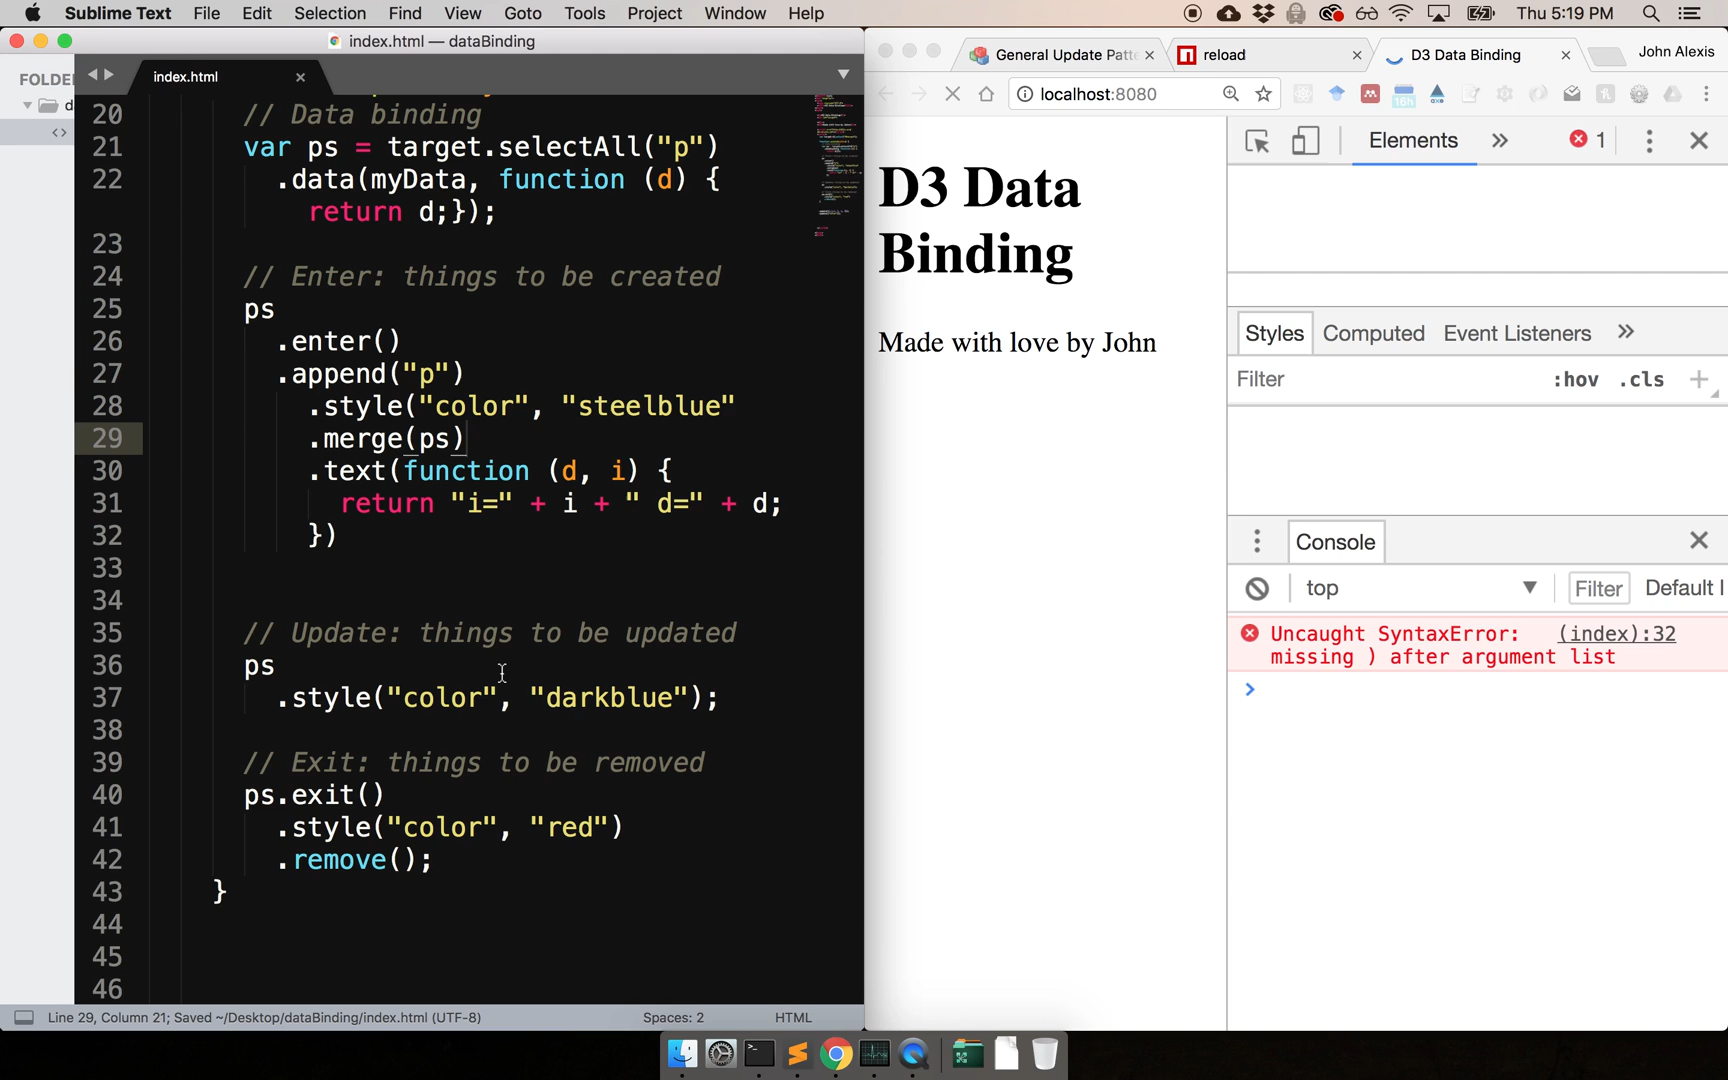 Sublime Text File Edit Selection Find View Goto Tools Project Window Help Thu 5:19 PM
index.html — dataBinding
FOLDER
index.html
20 // Data binding
21 var ps = target.selectAll("p")
22 .data(myData, function (d) {
return d;});
23
24 // Enter: things to be created
25 ps
26 .enter()
27 .append("p")
28 .style("color", "steelblue"
29 .merge(ps)
30 .text(function (d, i) {
31 return "i=" + i + " d=" + d;
32 })
33
34
35 // Update: things to be updated
36 ps
37 .style("color", "darkblue");
38
39 // Exit: things to be removed
40 ps.exit()
41 .style("color", "red")
42 .remove();
43 }
44
45
46
Line 29, Column 21; Saved ~/Desktop/dataBinding/index.html (UTF-8) Spaces: 2 HTML
General Update Patt reload D3 Data Binding John Alexis
localhost:8080
16h
D3 Data
Binding
Made with love by John
Elements » 1
Styles Computed Event Listeners »
Filter :hov .cls
Console
top Filter Default l
Uncaught SyntaxError: (index):32
missing ) after argument list